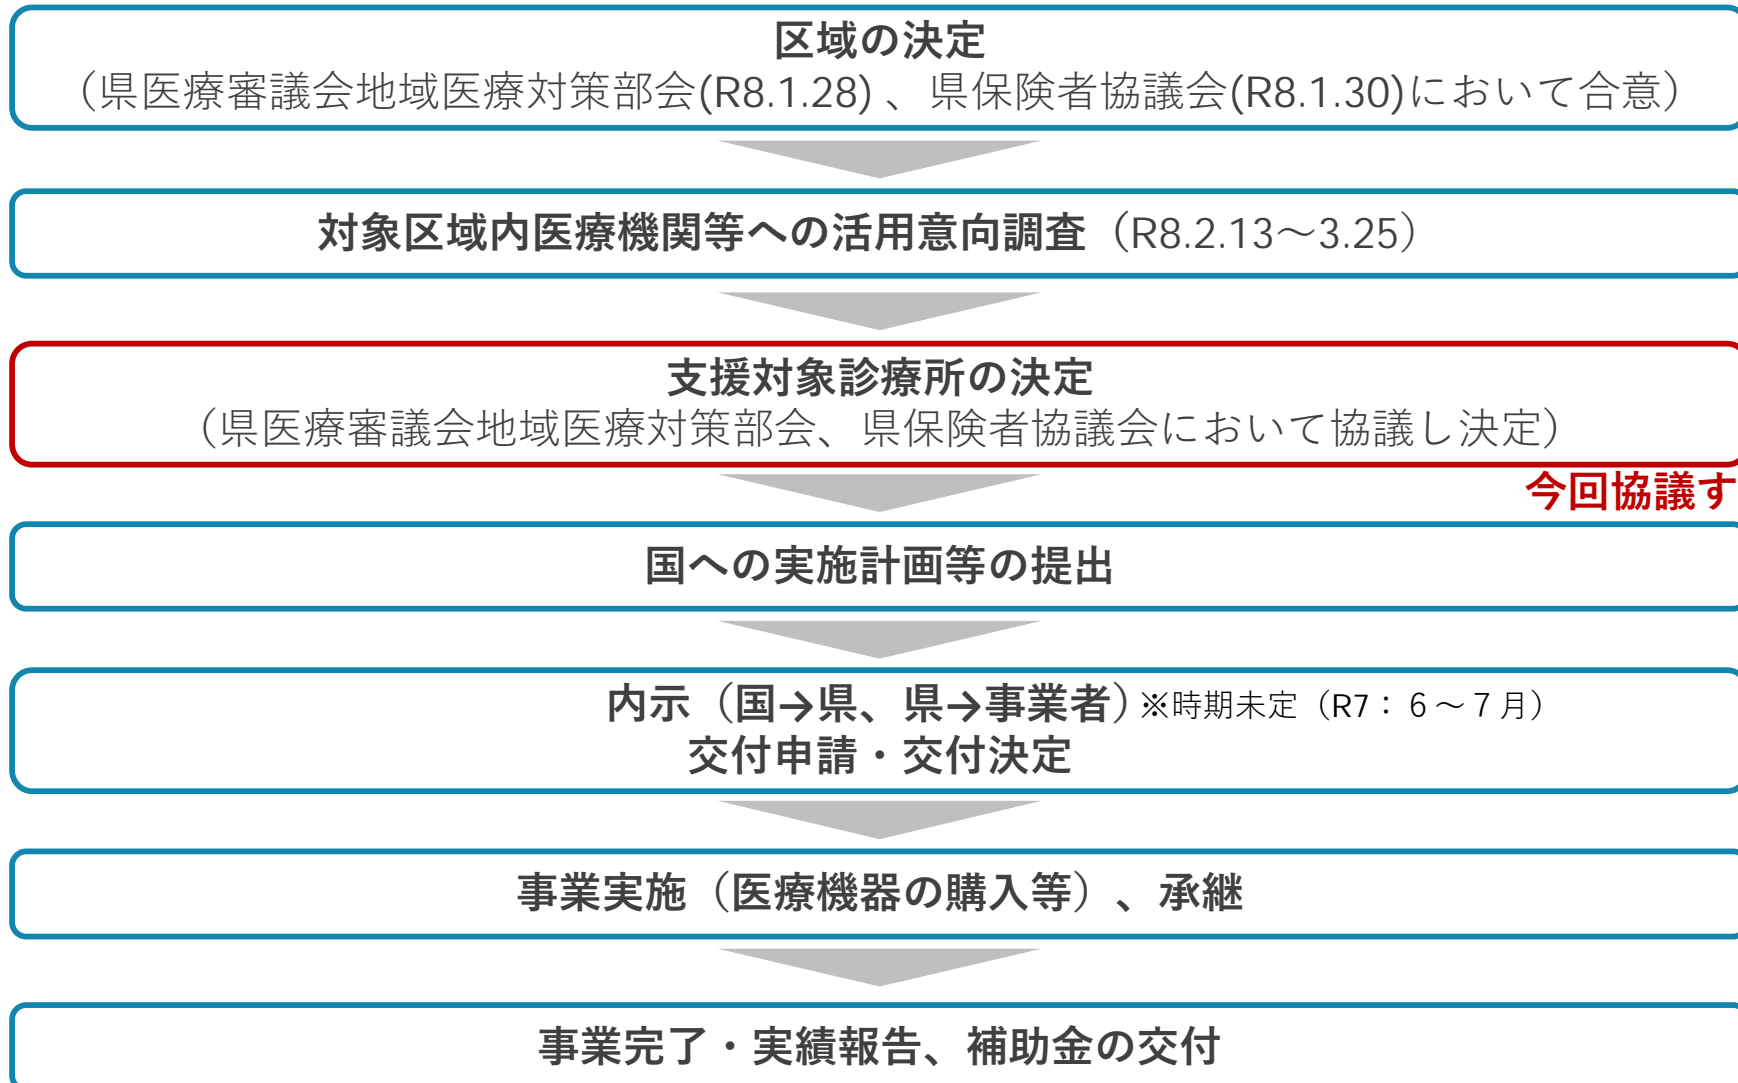 区域の決定
（県医療審議会地域医療対策部会(R8.1.28) 、県保険者協議会(R8.1.30)において合意）
対象区域内医療機関等への活用意向調査（R8.2.13～3.25）
支援対象診療所の決定
（県医療審議会地域医療対策部会、県保険者協議会において協議し決定）
今回協議す
国への実施計画等の提出
内示（国→県、県→事業者）※時期未定（R7：６～７月）
交付申請・交付決定
事業実施（医療機器の購入等）、承継
事業完了・実績報告、補助金の交付